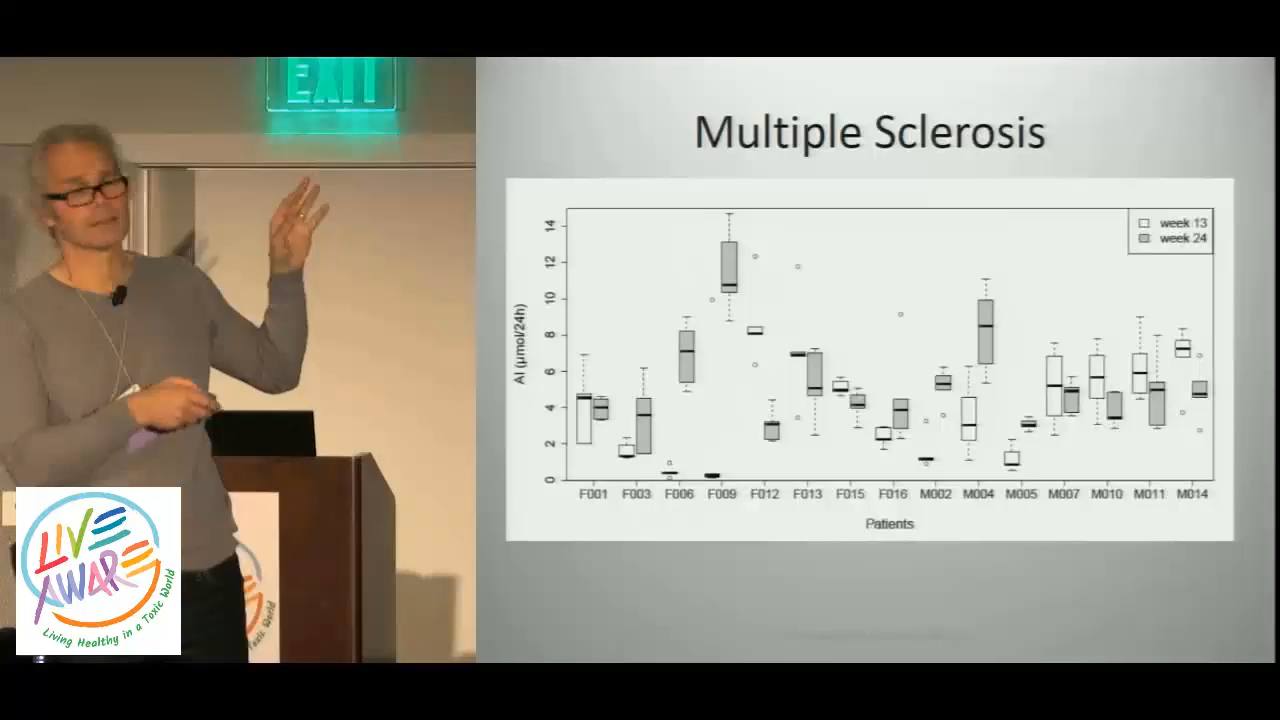 EXIT
Multiple Sclerosis
week 13
week 24
14
12
10
8
6
4
2
0
Al (µmol/24h)
F001 F003 F006 F009 F012 F013 F015 F016 M002 M004 M005 M007 M010 M011 M014
Patients
LIVE
AWARE
Living Healthy in a Toxic World
Toxic World